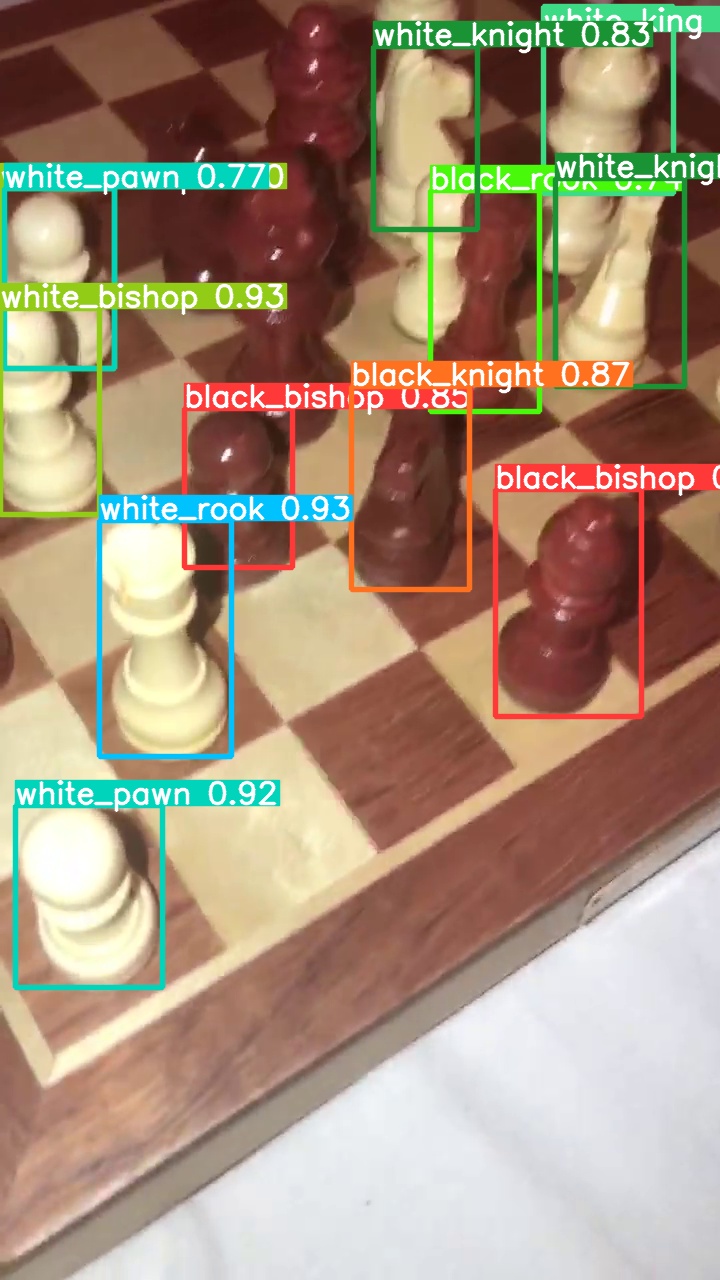 white_king
white_knight 0.83
white_knig
white_pawn 0.770
black_rook 0.74
white_bishop 0.93
black_knight 0.87
black_bishop 0.85
black_bishop 0
white_rook 0.93
white_pawn 0.92